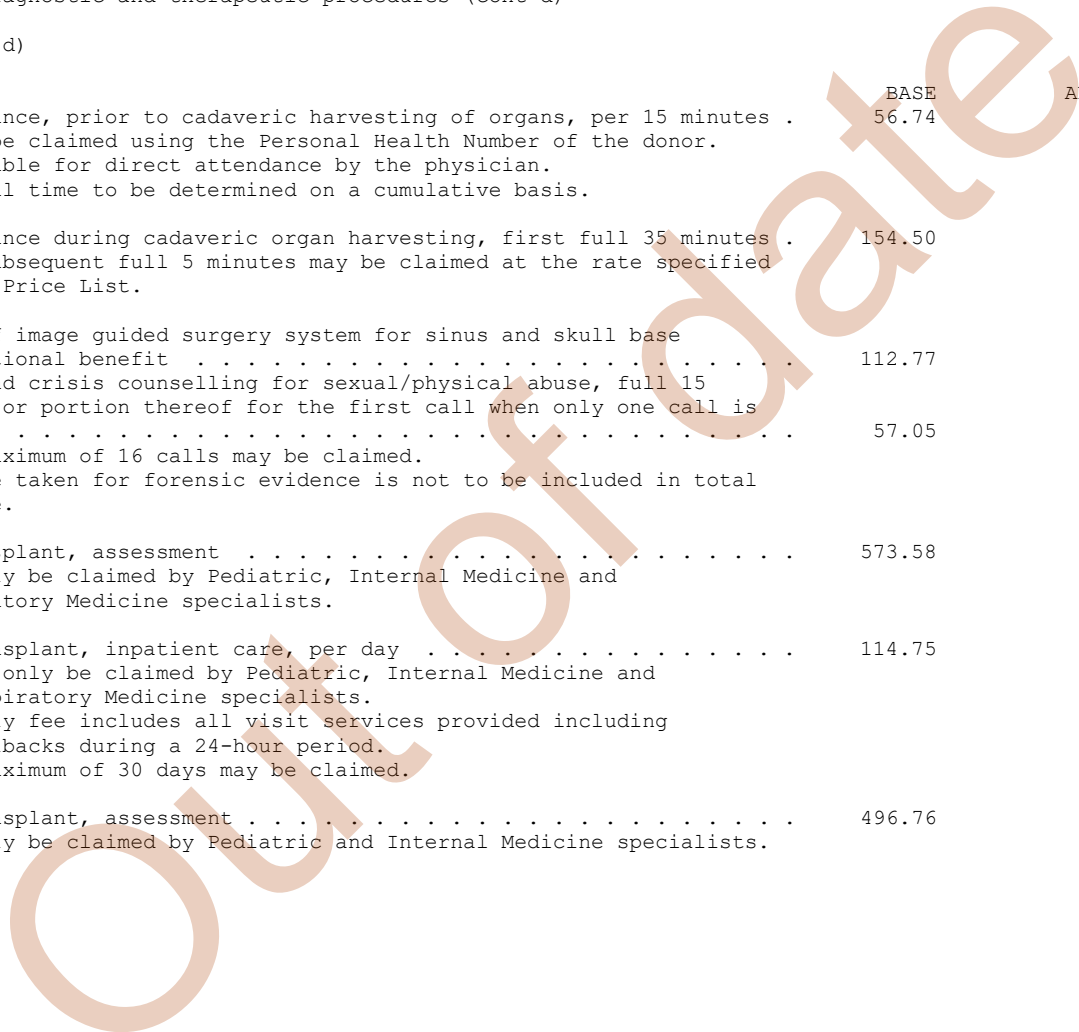 agnostic and therapeutic procedures (cont'd)
d)
BASE A
nce, prior to cadaveric harvesting of organs, per 15 minutes . 56.74
be claimed using the Personal Health Number of the donor.
ble for direct attendance by the physician.
l time to be determined on a cumulative basis.
nce during cadaveric organ harvesting, first full 35 minutes . 154.50
bsequent full 5 minutes may be claimed at the rate specified
Price List.
image guided surgery system for sinus and skull base
tional benefit . . . . . . . . . . . . . . . . . . . . . . . . 112.77
d crisis counselling for sexual/physical abuse, full 15
or portion thereof for the first call when only one call is
. . . . . . . . . . . . . . . . . . . . . . . . . . . . . . . 57.05
ximum of 16 calls may be claimed.
e taken for forensic evidence is not to be included in total
e.
splant, assessment . . . . . . . . . . . . . . . . . . . . . . 573.58
y be claimed by Pediatric, Internal Medicine and
atory Medicine specialists.
splant, inpatient care, per day . . . . . . . . . . . . . . . 114.75
only be claimed by Pediatric, Internal Medicine and
piratory Medicine specialists.
y fee includes all visit services provided including
backs during a 24-hour period.
ximum of 30 days may be claimed.
splant, assessment . . . . . . . . . . . . . . . . . . . . . . 496.76
y be claimed by Pediatric and Internal Medicine specialists.
Out of date